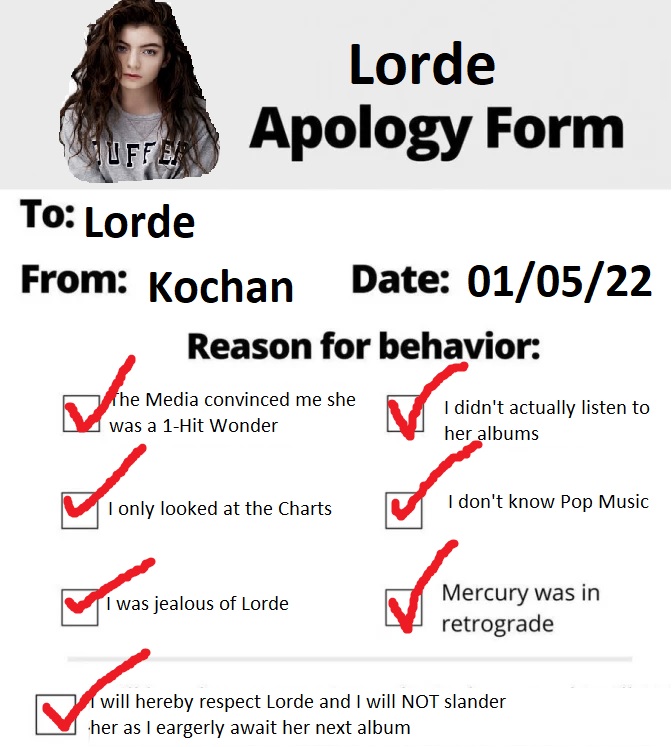 Lorde
Apology Form
To: Lorde
From: Kochan Date: 01/05/22
Reason for behavior:
The Media convinced me she
was a 1-Hit Wonder
I didn't actually listen to
her albums
I only looked at the Charts
I don't know Pop Music
I was jealous of Lorde
Mercury was in
retrograde
I will hereby respect Lorde and I will NOT slander
her as I eargerly await her next album